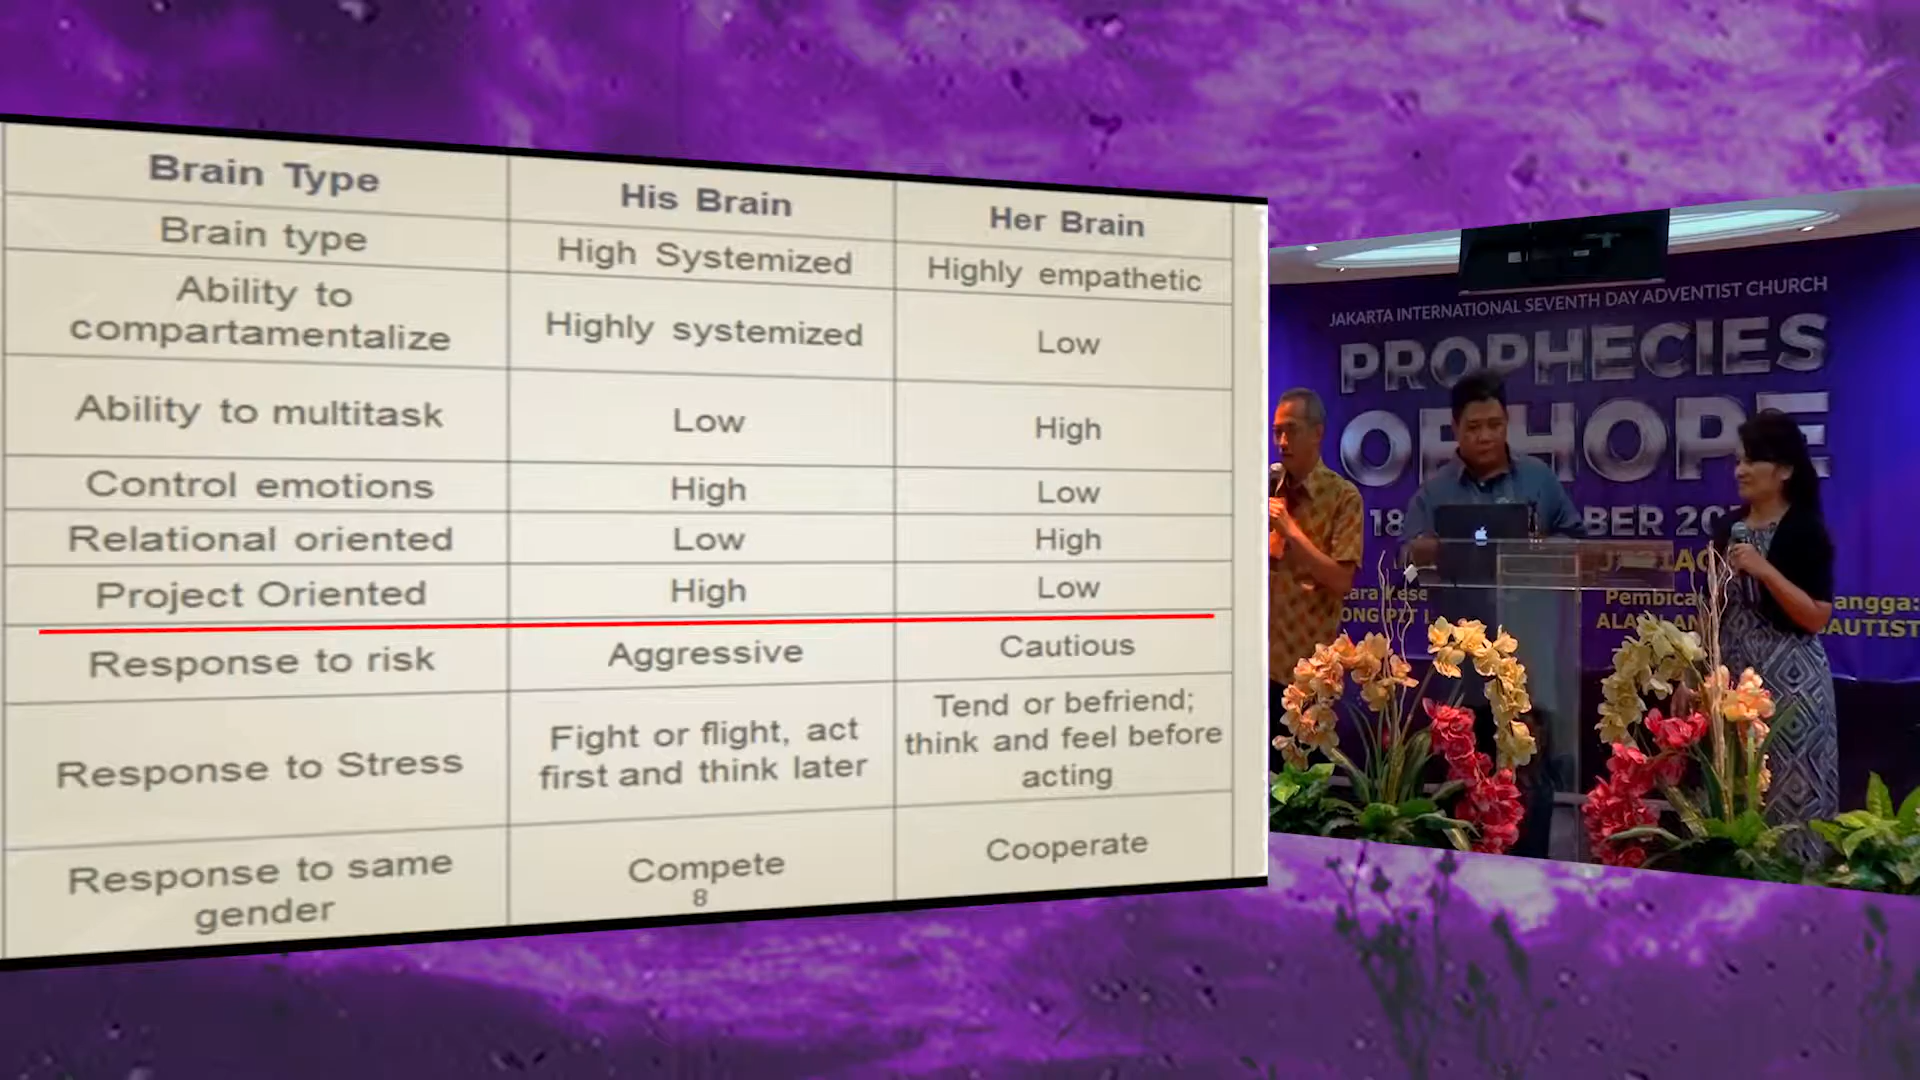 Brain Type His Brain Her Brain
Brain type High Systemized Highly empathetic
Ability to
compartamentalize Highly systemized Low
Ability to multitask Low High
Control emotions High Low
Relational oriented Low High
Project Oriented High Low
Response to risk Aggressive Cautious
Response to Stress Fight or flight, act
first and think later Tend or befriend;
think and feel before
acting
Response to same
gender Compete Cooperate
8
JAKARTA INTERNATIONAL SEVENTH DAY ADVENTIST CHURCH
PROPHECIES
OF HOPE
18
Pembica